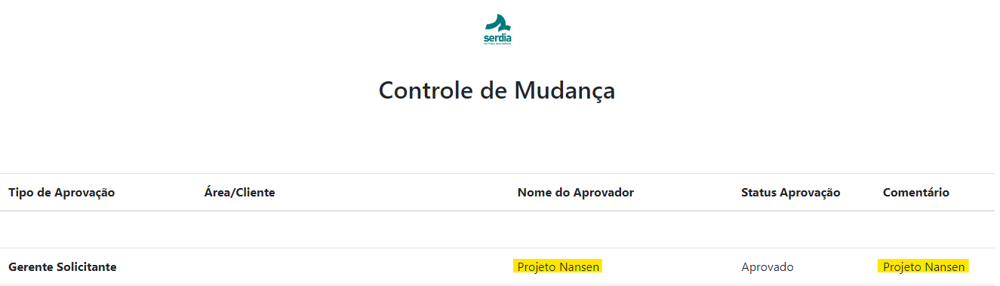 serdia
Controle de Mudança
Tipo de Aprovação Área/Cliente Nome do Aprovador Status Aprovação Comentário
Gerente Solicitante Projeto Nansen Aprovado Projeto Nansen